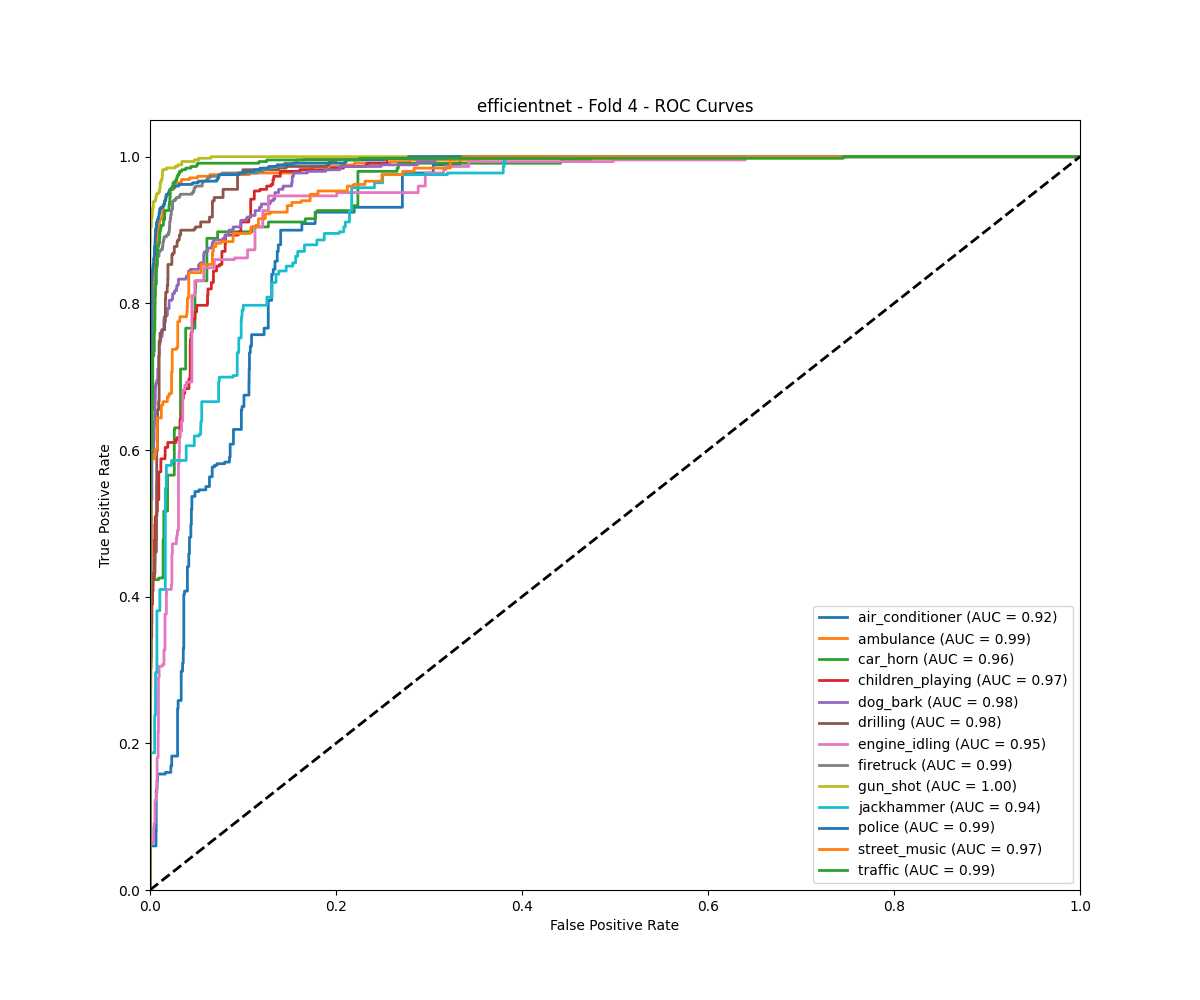 efficientnet - Fold 4 - ROC Curves
1.0
0.8
0.6
0.4
0.2
0.0
True Positive Rate
0.0 0.2 0.4 0.6 0.8 1.0
False Positive Rate
air_conditioner (AUC = 0.92)
ambulance (AUC = 0.99)
car_horn (AUC = 0.96)
children_playing (AUC = 0.97)
dog_bark (AUC = 0.98)
drilling (AUC = 0.98)
engine_idling (AUC = 0.95)
firetruck (AUC = 0.99)
gun_shot (AUC = 1.00)
jackhammer (AUC = 0.94)
police (AUC = 0.99)
street_music (AUC = 0.97)
traffic (AUC = 0.99)